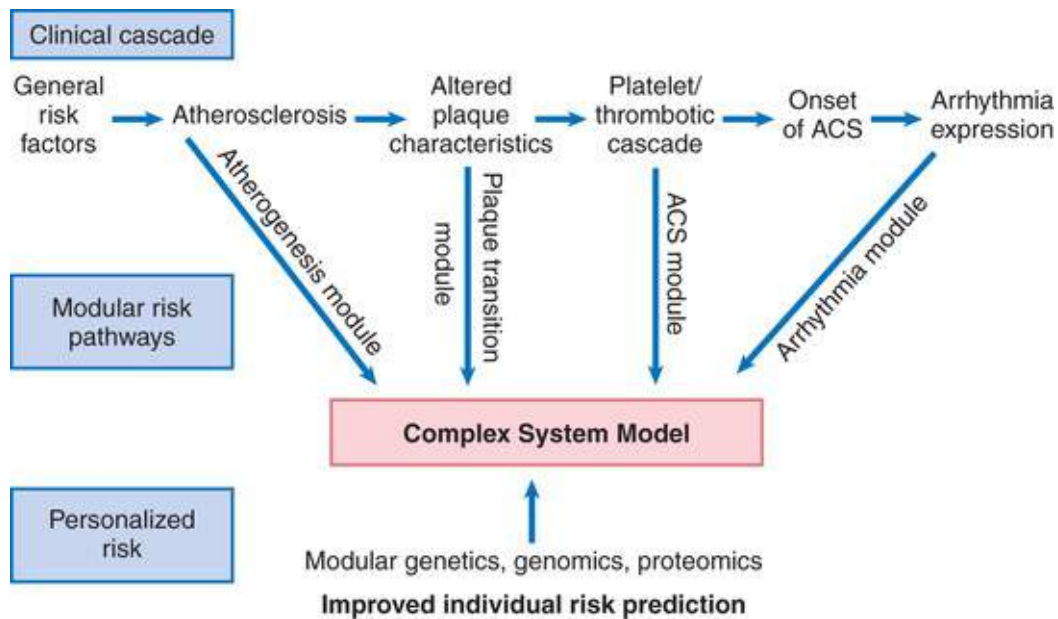 Clinical cascade
General
risk
factors
Atherosclerosis
Altered
plaque
characteristics
Platelet/
thrombotic
cascade
Onset
of ACS
Arrhythmia
expression
Atherogenesis module
Plaque transition
module
ACS module
Arrhythmia module
Modular risk
pathways
Complex System Model
Personalized
risk
Modular genetics, genomics, proteomics
Improved individual risk prediction